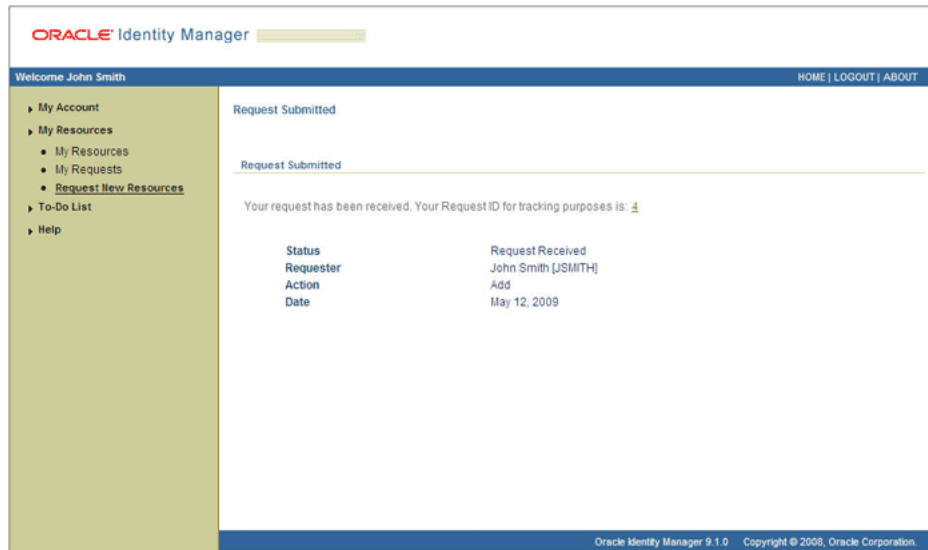 ORACLE Identity Manager
Welcome John Smith HOME | LOGOUT | ABOUT
My Account
My Resources
My Resources
My Requests
Request New Resources
To-Do List
Help
Request Submitted
Request Submitted
Your request has been received. Your Request ID for tracking purposes is: 4
Status Request Received
Requester John Smith [JSMITH]
Action Add
Date May 12, 2009
Oracle Identity Manager 9.1.0 Copyright © 2008, Oracle Corporation.